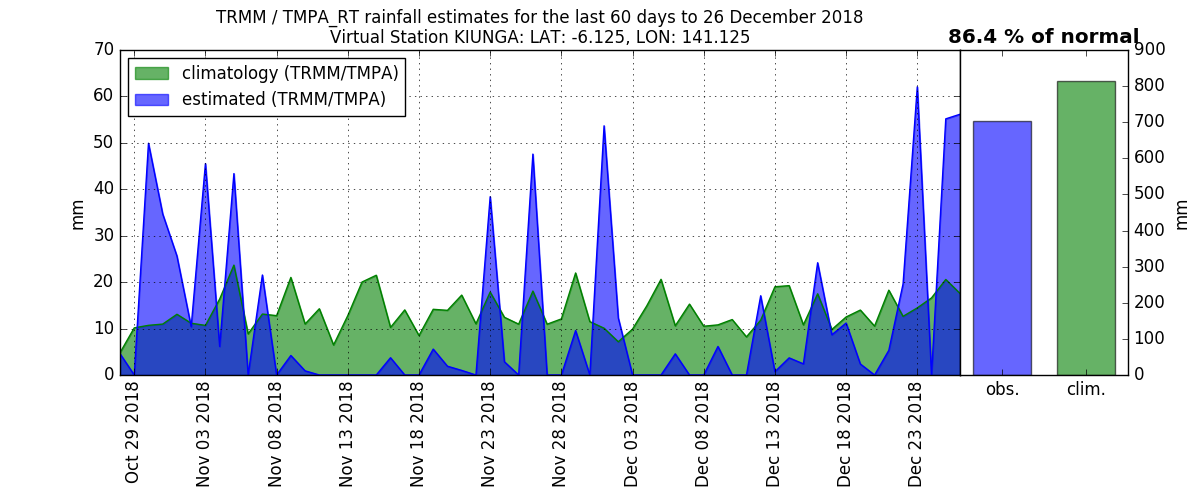 TRMM / TMPA_RT rainfall estimates for the last 60 days to 26 December 2018
Virtual Station KIUNGA: LAT: -6.125, LON: 141.125
86.4 % of normal
climatology (TRMM/TMPA)
estimated (TRMM/TMPA)
70
60
50
40
30
20
10
0
mm
Oct 29 2018
Nov 03 2018
Nov 08 2018
Nov 13 2018
Nov 18 2018
Nov 23 2018
Nov 28 2018
Dec 03 2018
Dec 08 2018
Dec 13 2018
Dec 18 2018
Dec 23 2018
obs.
clim.
900
800
700
600
500
400
300
200
100
0
mm